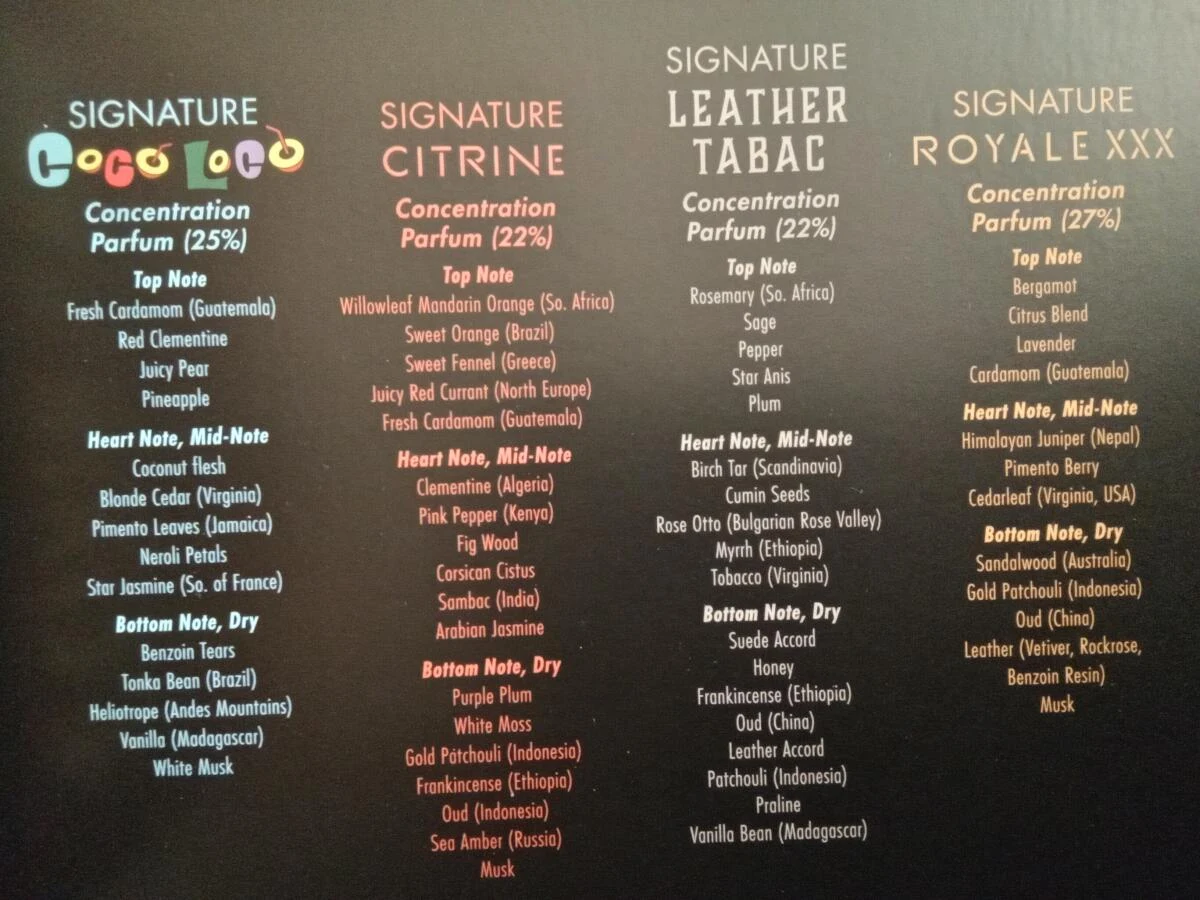 SIGNATURE
COCO LOCO
Concentration
Parfum (25%)
Top Note
Fresh Cardamom (Guatemala)
Red Clementine
Juicy Pear
Pineapple
Heart Note, Mid-Note
Coconut flesh
Blonde Cedar (Virginia)
Pimento Leaves (Jamaica)
Neroli Petals
Star Jasmine (So. of France)
Bottom Note, Dry
Benzoin Tears
Tonka Bean (Brazil)
Heliotrope (Andes Mountains)
Vanilla (Madagascar)
White Musk
SIGNATURE
CITRINE
Concentration
Parfum (22%)
Top Note
Willowleaf Mandarin Orange (So. Africa)
Sweet Orange (Brazil)
Sweet Fennel (Greece)
Juicy Red Currant (North Europe)
Fresh Cardamom (Guatemala)
Heart Note, Mid-Note
Clementine (Algeria)
Pink Pepper (Kenya)
Fig Wood
Corsican Cistus
Sambac (India)
Arabian Jasmine
Bottom Note, Dry
Purple Plum
White Moss
Gold Patchouli (Indonesia)
Frankincense (Ethiopia)
Oud (Indonesia)
Sea Amber (Russia)
Musk
SIGNATURE
LEATHER
TABAC
Concentration
Parfum (22%)
Top Note
Rosemary (So. Africa)
Sage
Pepper
Star Anis
Plum
Heart Note, Mid-Note
Birch Tar (Scandinavia)
Cumin Seeds
Rose Otto (Bulgarian Rose Valley)
Myrrh (Ethiopia)
Tobacco (Virginia)
Bottom Note, Dry
Suede Accord
Honey
Frankincense (Ethiopia)
Oud (China)
Leather Accord
Patchouli (Indonesia)
Praline
Vanilla Bean (Madagascar)
SIGNATURE
ROYALE XXX
Concentration
Parfum (27%)
Top Note
Bergamot
Citrus Blend
Lavender
Cardamom (Guatemala)
Heart Note, Mid-Note
Himalayan Juniper (Nepal)
Pimento Berry
Cedarleaf (Virginia, USA)
Bottom Note, Dry
Sandalwood (Australia)
Gold Patchouli (Indonesia)
Oud (China)
Leather (Vetiver, Rockrose,
Benzoin Resin)
Musk